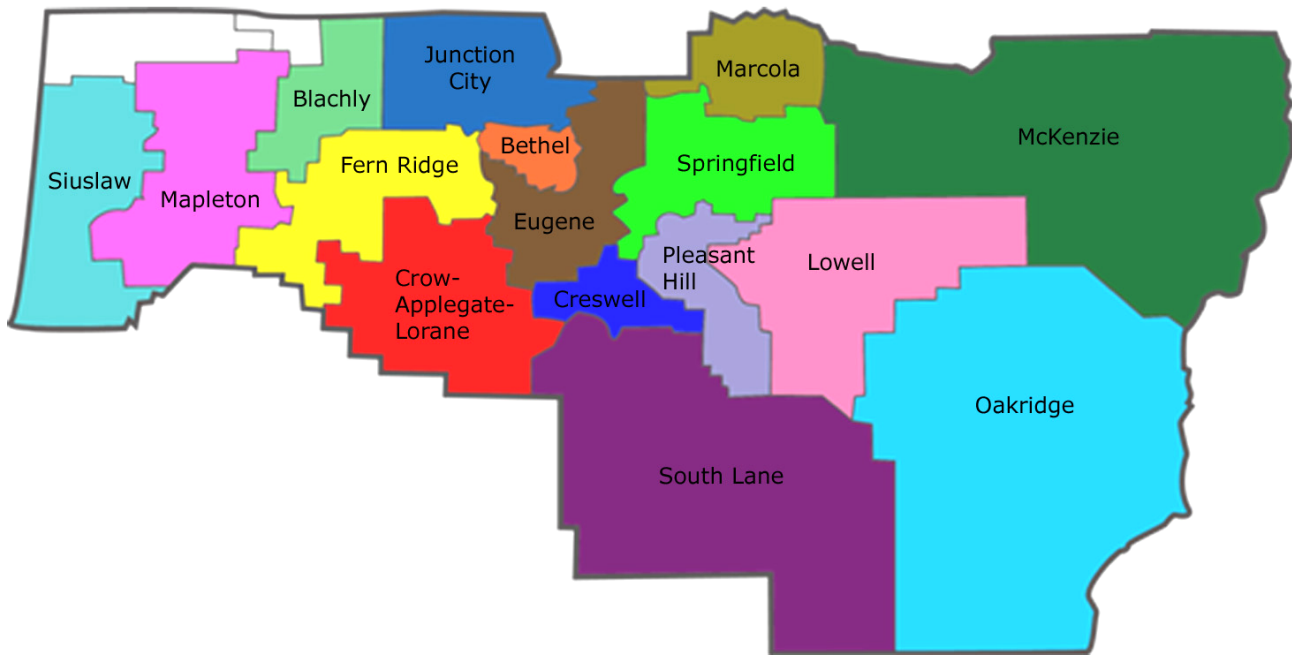 Junction
City
Marcola
Blachly
McKenzie
Bethel
Fern Ridge
Springfield
Siuslaw
Mapleton
Eugene
Pleasant
Hill
Lowell
Crow-
Applegate-
Lorane
Creswell
Oakridge
South Lane